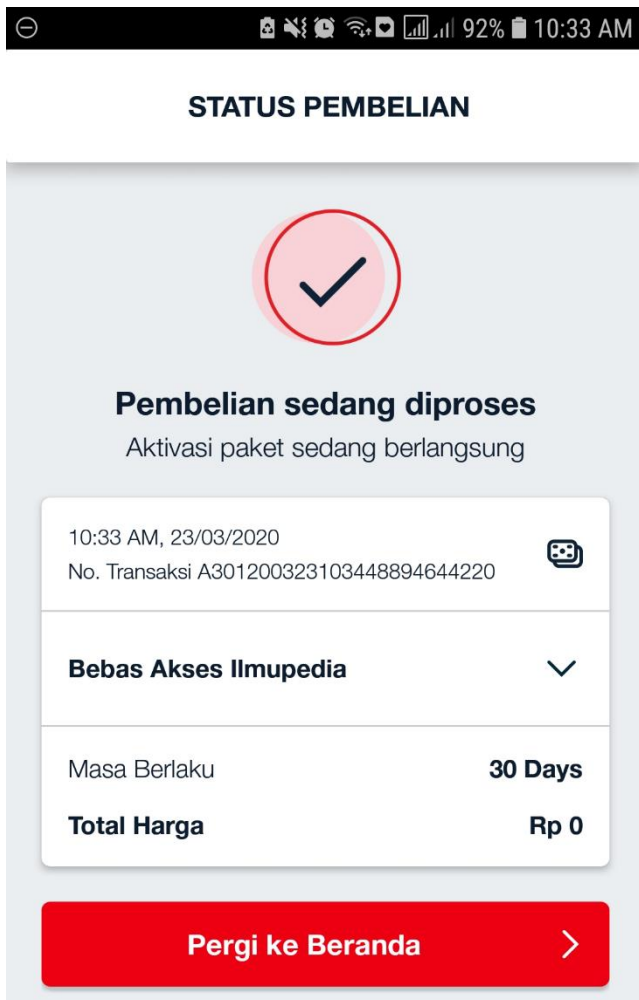 92% 10:33 AM
STATUS PEMBELIAN
Pembelian sedang diproses
Aktivasi paket sedang berlangsung
10:33 AM, 23/03/2020
No. Transaksi A301200323103448894644220
Bebas Akses Ilmupedia
Masa Berlaku 30 Days
Total Harga Rp 0
Pergi ke Beranda